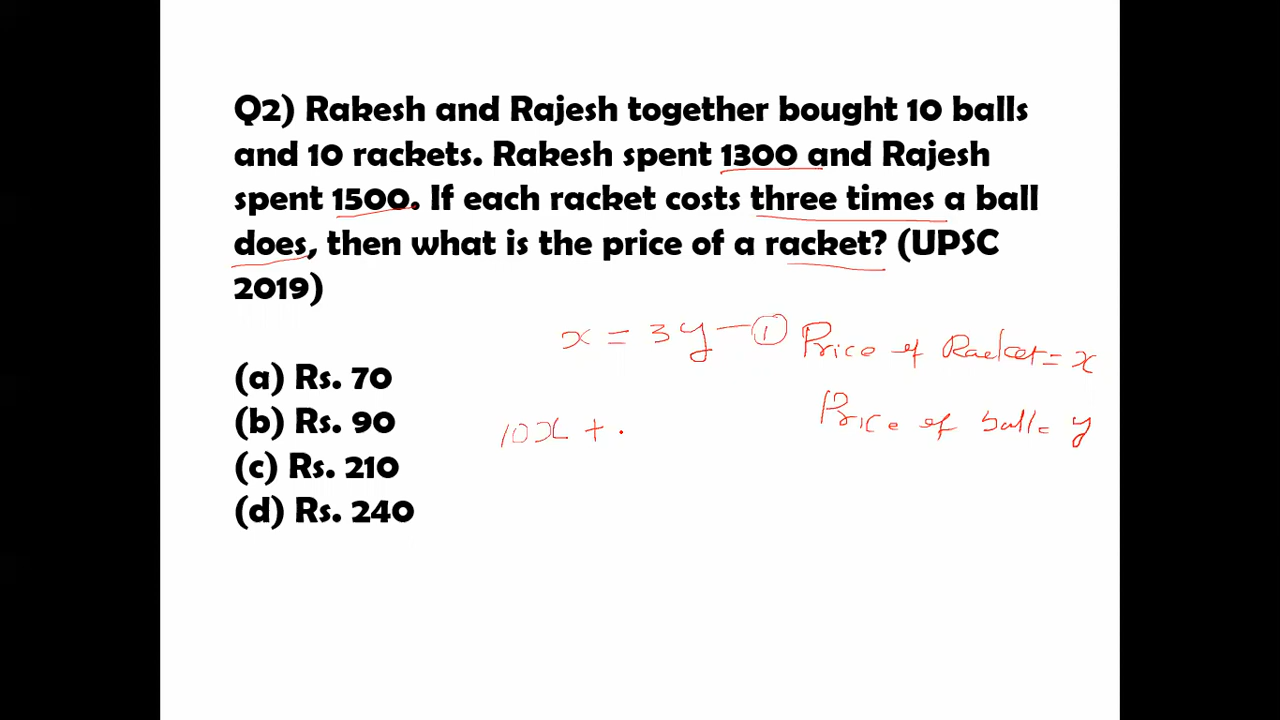 Q2) Rakesh and Rajesh together bought 10 balls
and 10 rackets. Rakesh spent 1300 and Rajesh
spent 1500. If each racket costs three times a ball
does, then what is the price of a racket? (UPSC
2019)
x = 3y — ① Price of Racket = x
(a) Rs. 70
(b) Rs. 90
10x + . Price of ball = y
(c) Rs. 210
(d) Rs. 240